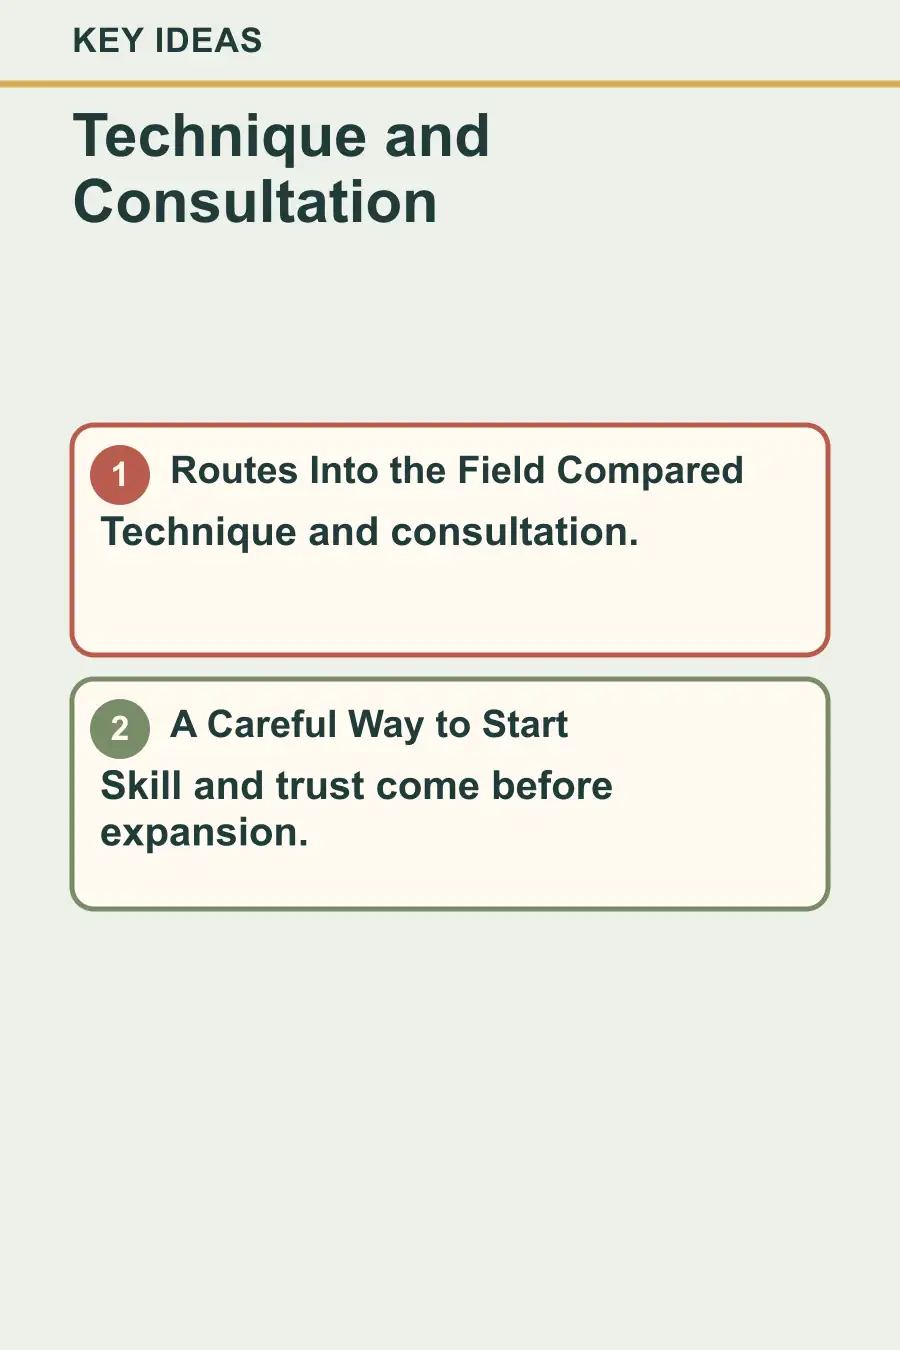 KEY IDEAS
Technique and
Consultation
1 Routes Into the Field Compared
Technique and consultation.
2 A Careful Way to Start
Skill and trust come before
expansion.